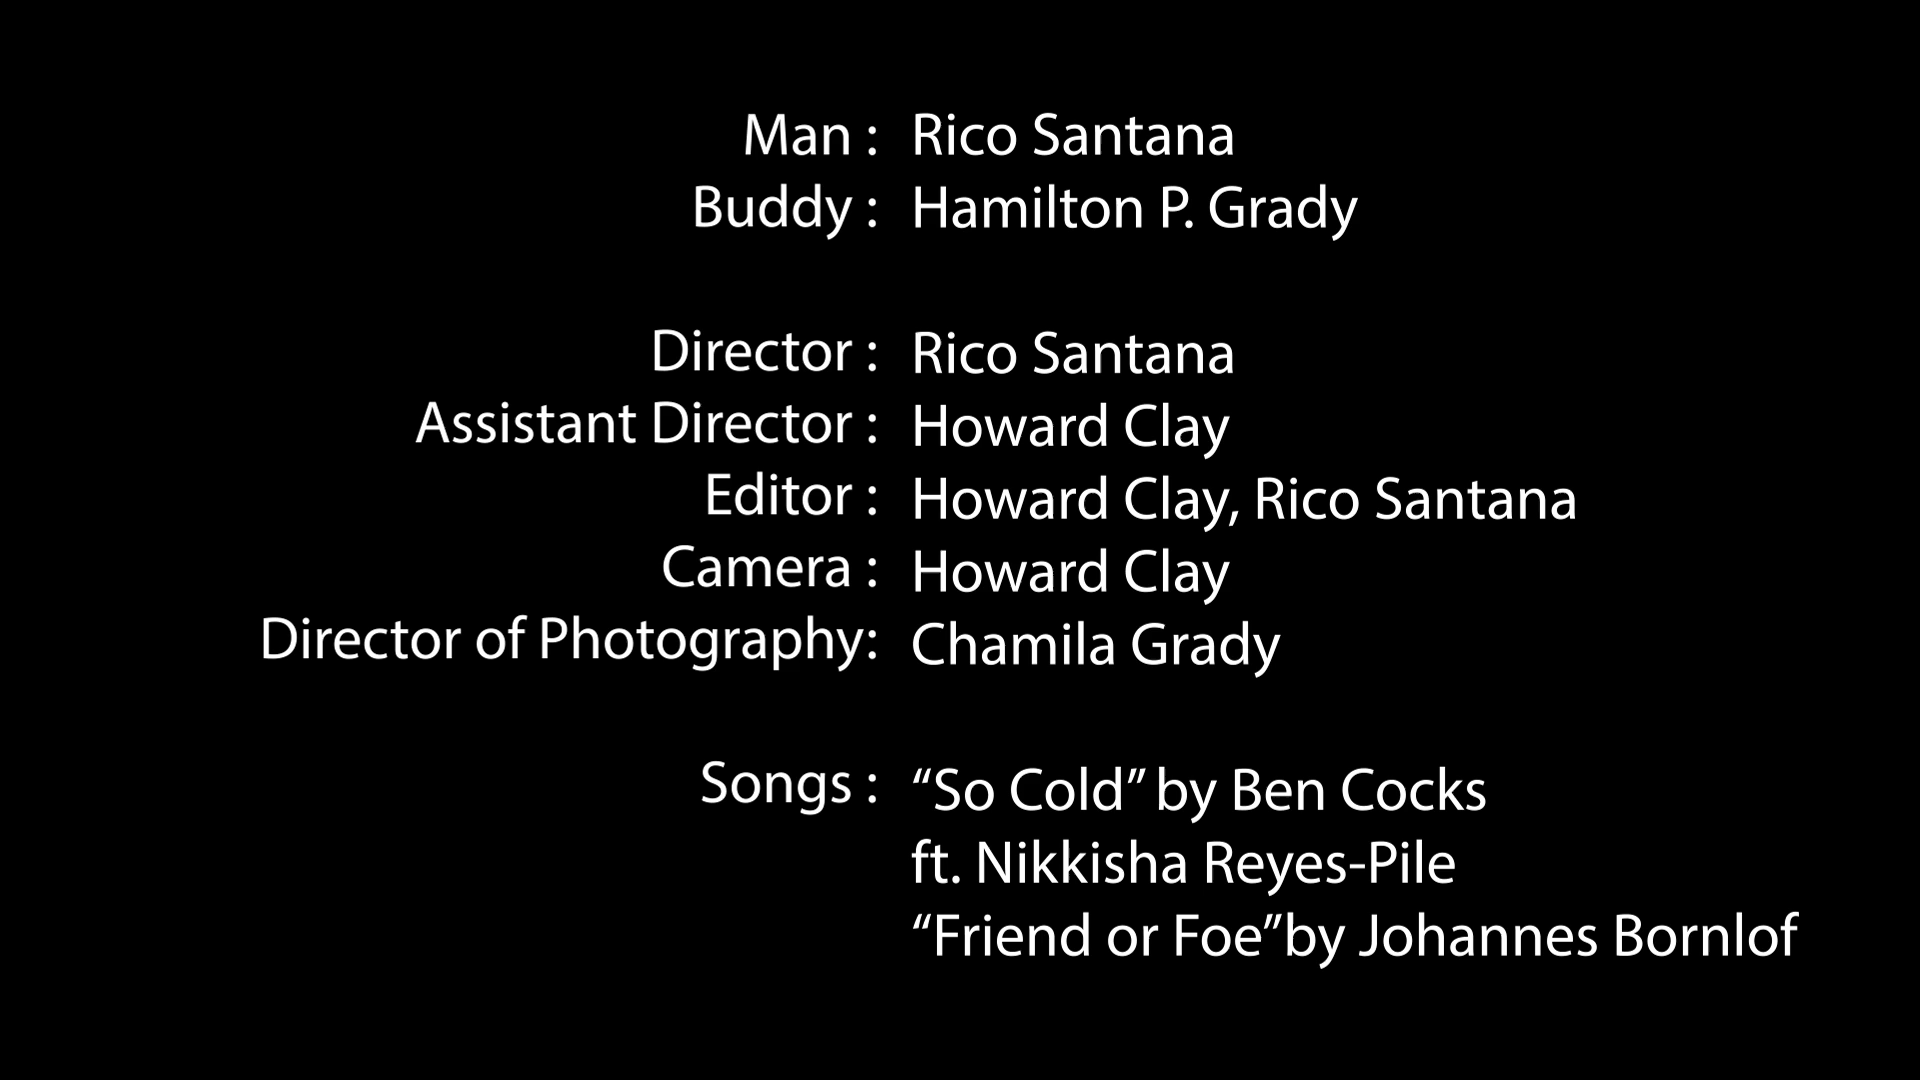 Man : Rico Santana
Buddy : Hamilton P. Grady
Director : Rico Santana
Assistant Director : Howard Clay
Editor : Howard Clay, Rico Santana
Camera : Howard Clay
Director of Photography: Chamila Grady
Songs : “So Cold” by Ben Cocks
ft. Nikkisha Reyes-Pile
“Friend or Foe”by Johannes Bornlof